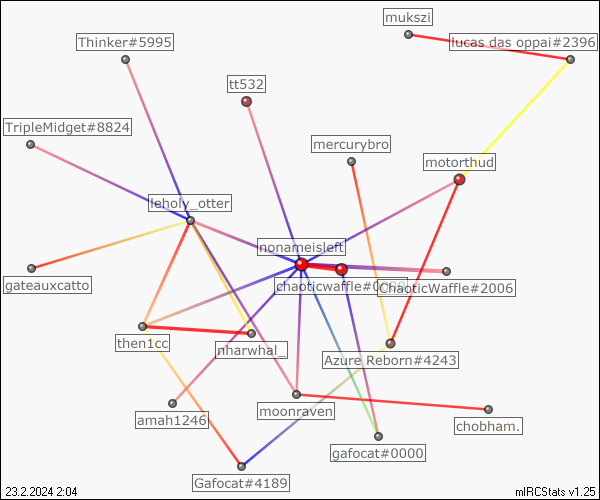 mukszi
Thinker#5995
lucas das oppai#2396
tt532
TripleMidget#8824
mercurybro
motorthud
leholy_otter
nonameisleft
gateauxcatto
chaoticwaffle#0000
ChaoticWaffle#2006
then1cc
nharwhal_
Azure Reborn#4243
amah1246
moonraven
chobham.
gafocat#0000
Gafocat#4189
23.2.2024 2:04
mIRCStats v1.25